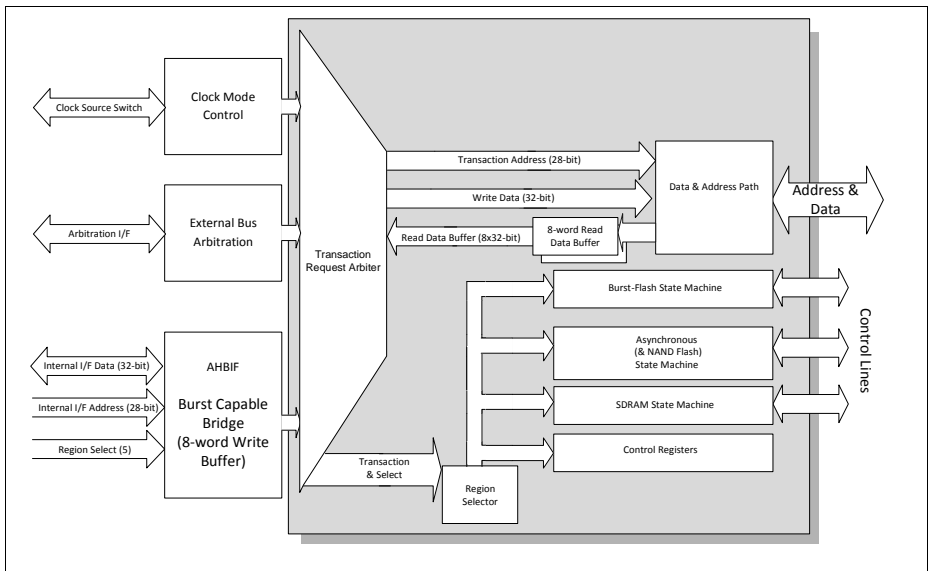 Clock Source Switch
Clock Mode
Control
Arbitration I/F
External Bus
Arbitration
Internal I/F Data (32-bit)
Internal I/F Address (28-bit)
Region Select (5)
AHBIF
Burst Capable
Bridge
(8-word Write
Buffer)
Transaction
Request Arbiter
Transaction Address (28-bit)
Write Data (32-bit)
Read Data Buffer (8x32-bit)
8-word Read
Data Buffer
Data & Address Path
Address &
Data
Burst-Flash State Machine
Asynchronous
(& NAND Flash)
State Machine
SDRAM State Machine
Control Registers
Control Lines
Transaction
& Select
Region
Selector